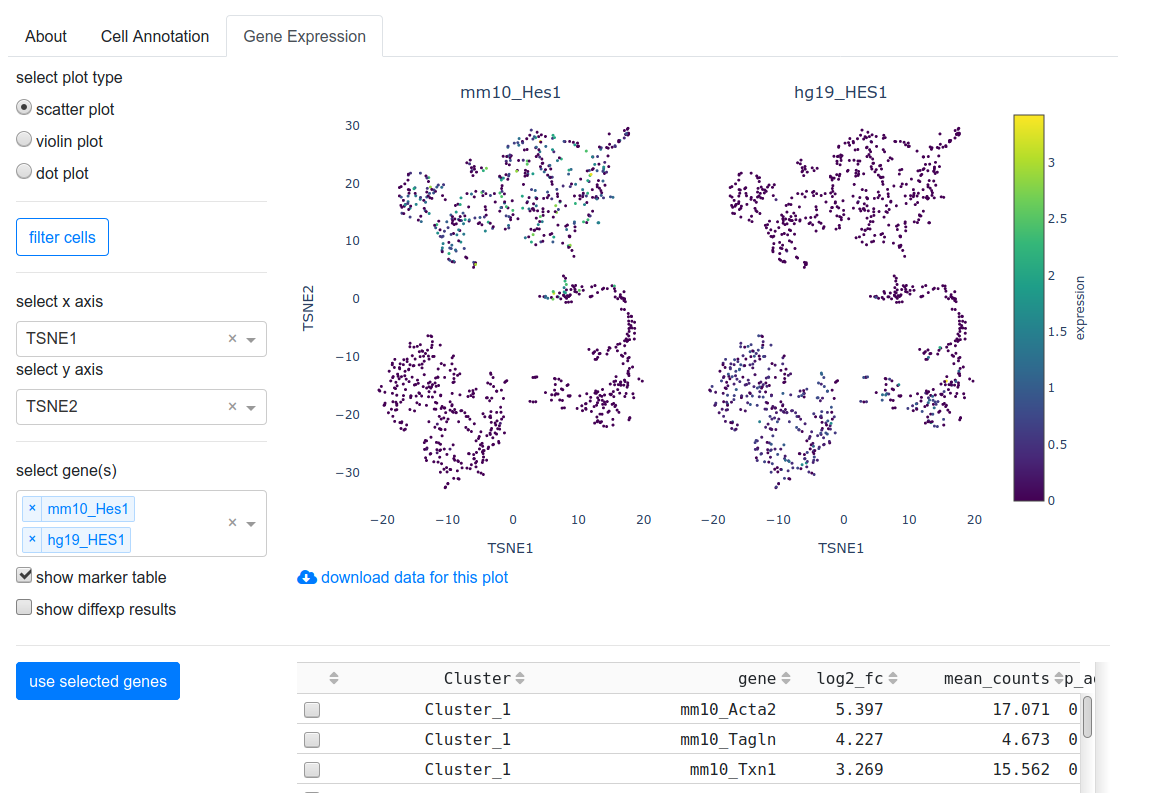 About Cell Annotation Gene Expression
select plot type
scatter plot
violin plot
dot plot
filter cells
select x axis
TSNE1 ×
select y axis
TSNE2 ×
select gene(s)
× mm10_Hes1
× hg19_HES1
×
show marker table
show diffexp results
mm10_Hes1 hg19_HES1
30
20
10
0
−10
−20
−30
TSNE2
−20 −10 0 10 20
TSNE1
−20 −10 0 10 20
TSNE1
3
2.5
2
1.5
1
0.5
0
expression
download data for this plot
use selected genes
Cluster gene log2_fc mean_counts
Cluster_1 mm10_Acta2 5.397 17.071 0
Cluster_1 mm10_Tagln 4.227 4.673 0
Cluster_1 mm10_Txn1 3.269 15.562 0